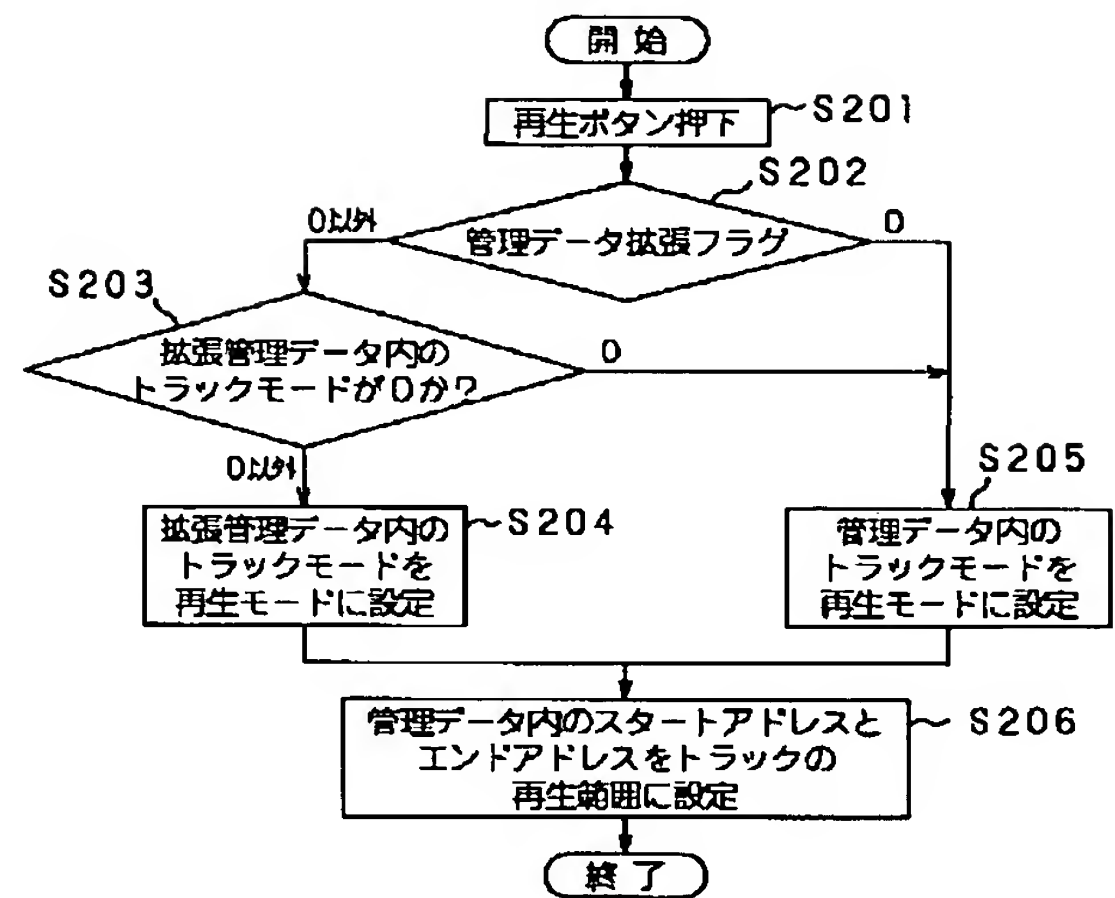 開始
再生ボタン押下
S201
S202
管理データ拡張フラグ
0以外
0
S203
拡張管理データ内の
トラックモードが0か?
0
0以外
拡張管理データ内の
トラックモードを
再生モードに設定
S204
S205
管理データ内の
トラックモードを
再生モードに設定
管理データ内のスタートアドレスと
エンドアドレスをトラックの
再生範囲に設定
S206
終了